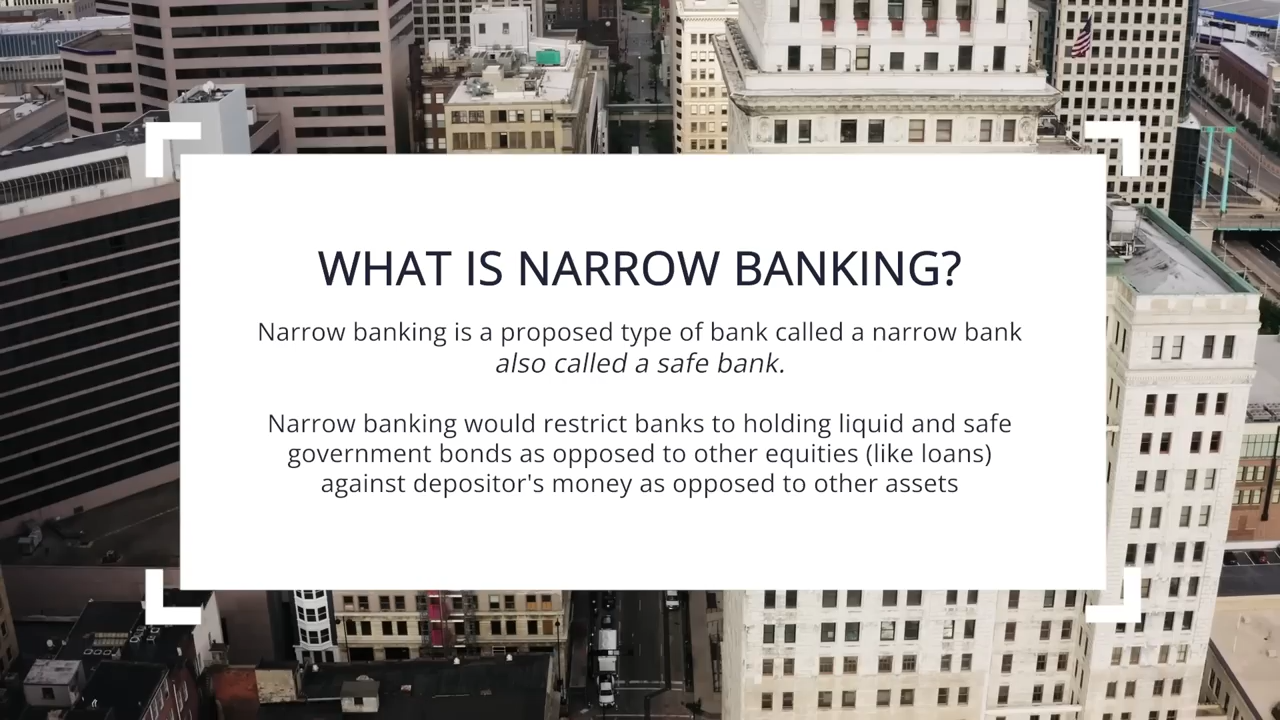 WHAT IS NARROW BANKING?
Narrow banking is a proposed type of bank called a narrow bank
also called a safe bank.
Narrow banking would restrict banks to holding liquid and safe
government bonds as opposed to other equities (like loans)
against depositor's money as opposed to other assets